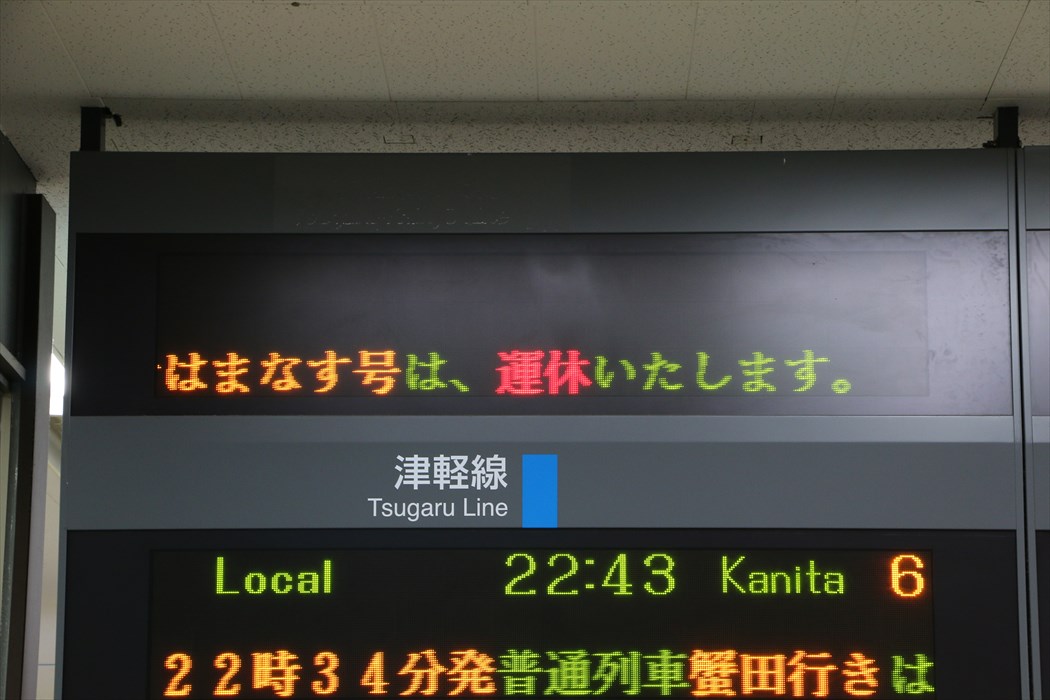 はまなす号は、運休いたします。
津軽線
Tsugaru Line
Local 22:43 Kanita 6
22時34分発普通列車蟹田行きは